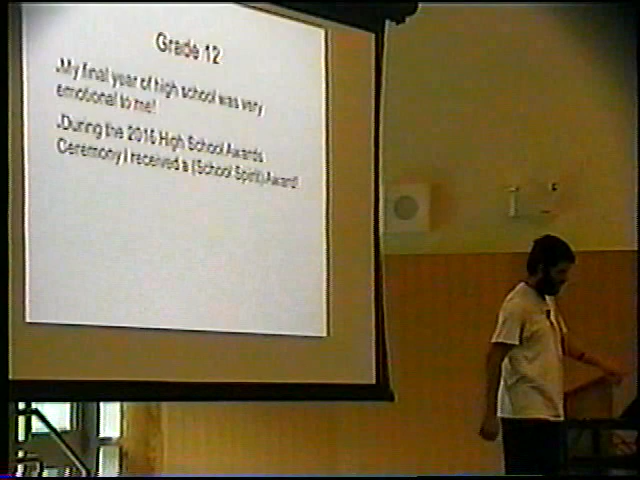 Grade 12
.My final year of high school was very
emotional to me!
.During the 2016 High School Awards
Ceremony I received a (School Spirit) Award!